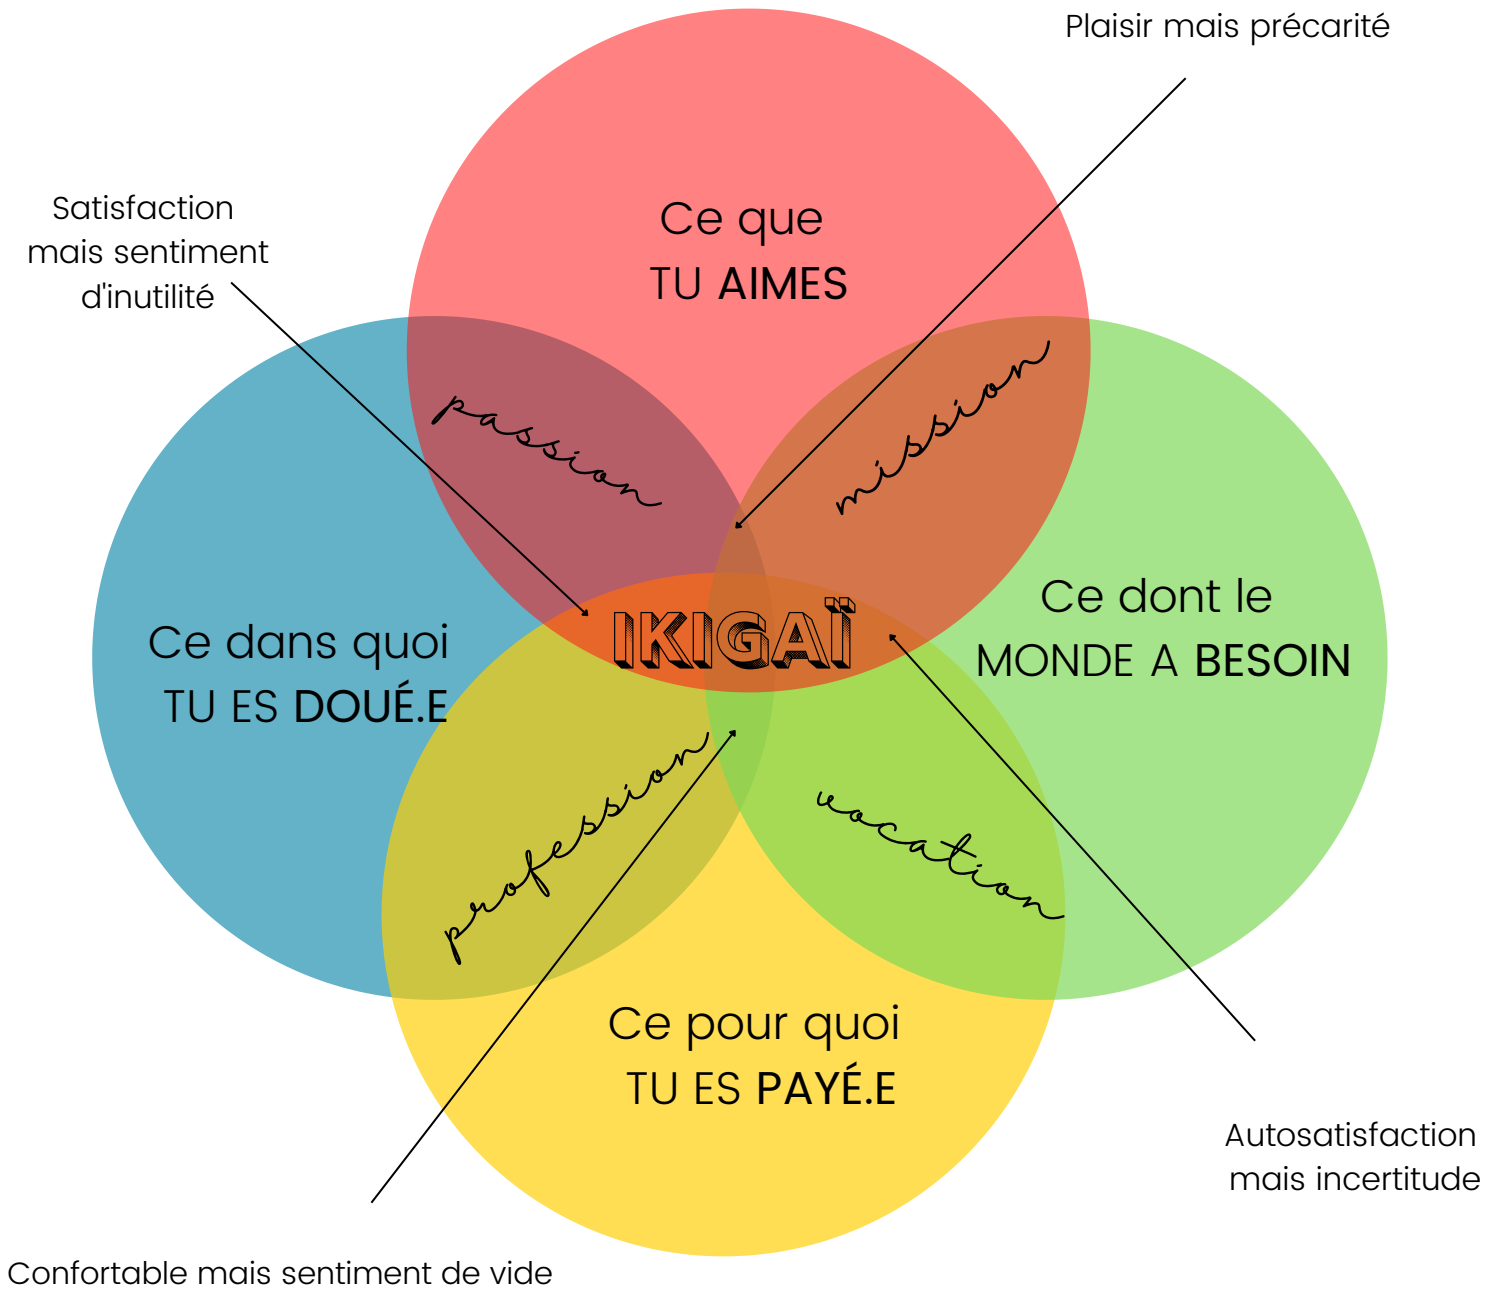 Plaisir mais précarité
Satisfaction
mais sentiment
d'inutilité
Ce que
TU AIMES
passion
mission
Ce dans quoi
TU ES DOUÉ.E
IKIGAÏ
Ce dont le
MONDE A BESOIN
profession
vocation
Ce pour quoi
TU ES PAYÉ.E
Autosatisfaction
mais incertitude
Confortable mais sentiment de vide